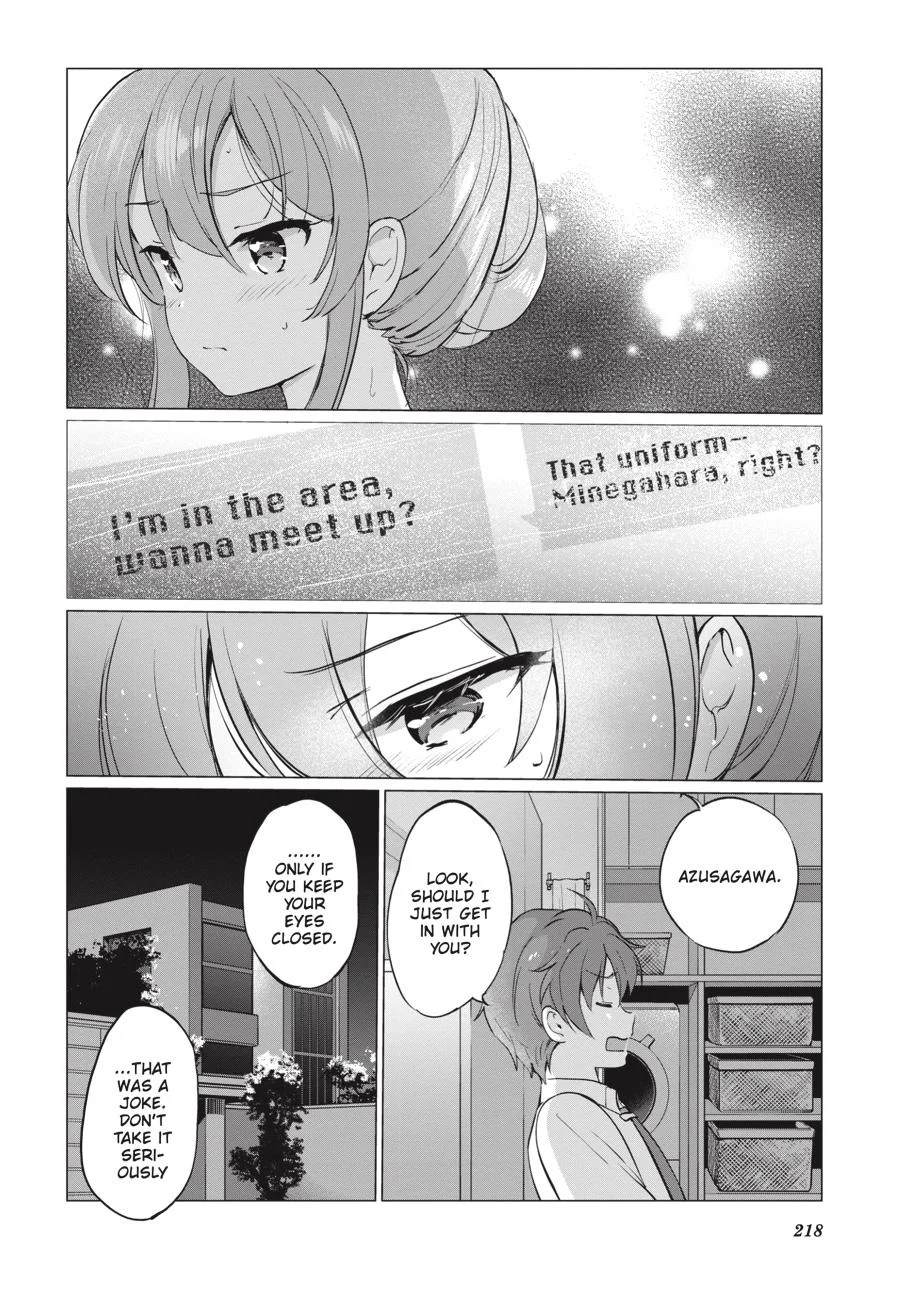 That uniform--
Minegahara, right?
I'm in the area,
wanna meet up?
AZUSAGAWA.
LOOK,
SHOULD I
JUST GET
IN WITH
YOU?
......
ONLY IF
YOU KEEP
YOUR
EYES
CLOSED.
...THAT
WAS A
JOKE.
DON'T
TAKE IT
SERI-
OUSLY
218